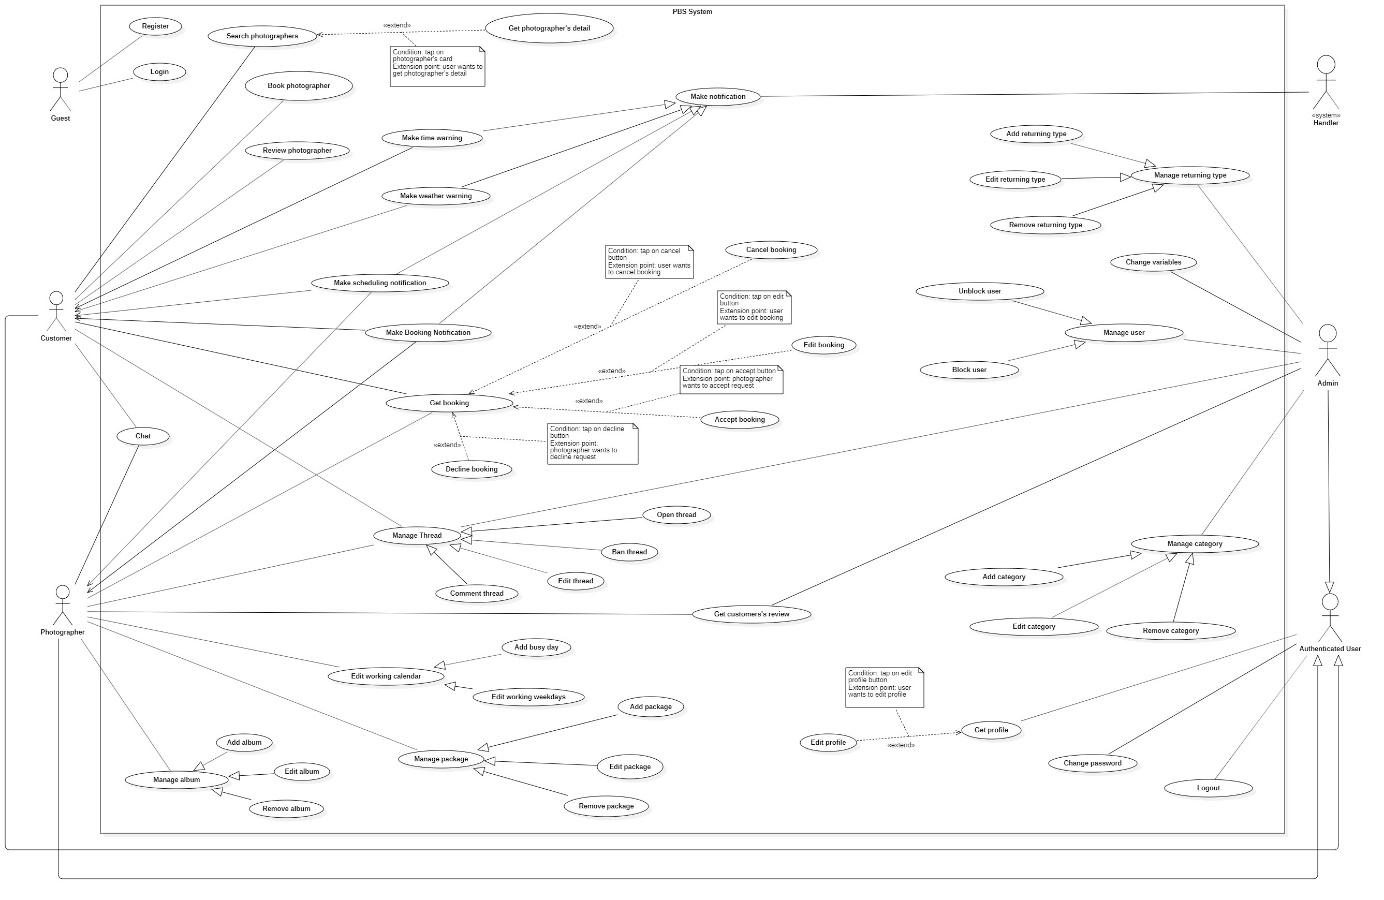 PBS System
Register
Search photographers
«extend»
Get photographer's detail
Condition: tap on
photographer's card
Extension point: user wants to
get photographer's detail
Login
Guest
Book photographer
Make notification
«system»
Handler
Make time warning
Review photographer
Make weather warning
Add returning type
Edit returning type
Manage returning type
Remove returning type
Condition: tap on cancel
button
Extension point: user wants
to cancel booking
Cancel booking
Change variables
Make scheduling notification
Condition: tap on edit
button
Extension point: user
wants to edit booking
Unblock user
Customer
Make Booking Notification
«extend»
Manage user
Edit booking
Block user
Admin
«extend»
Condition: tap on accept button
Extension point: photographer
wants to accept request
Get booking
«extend»
Accept booking
Chat
«extend»
Condition: tap on decline
button
Extension point:
photographer wants to
decline request
Decline booking
Manage Thread
Open thread
Ban thread
Edit thread
Comment thread
Manage category
Add category
Edit category
Remove category
Get customers's review
Photographer
Authenticated User
Add busy day
Edit working calendar
Edit working weekdays
Condition: tap on edit
profile button
Extension point: user
wants to edit profile
Add package
Get profile
Edit profile
«extend»
Add album
Manage package
Change password
Edit album
Manage album
Edit package
Logout
Remove album
Remove package